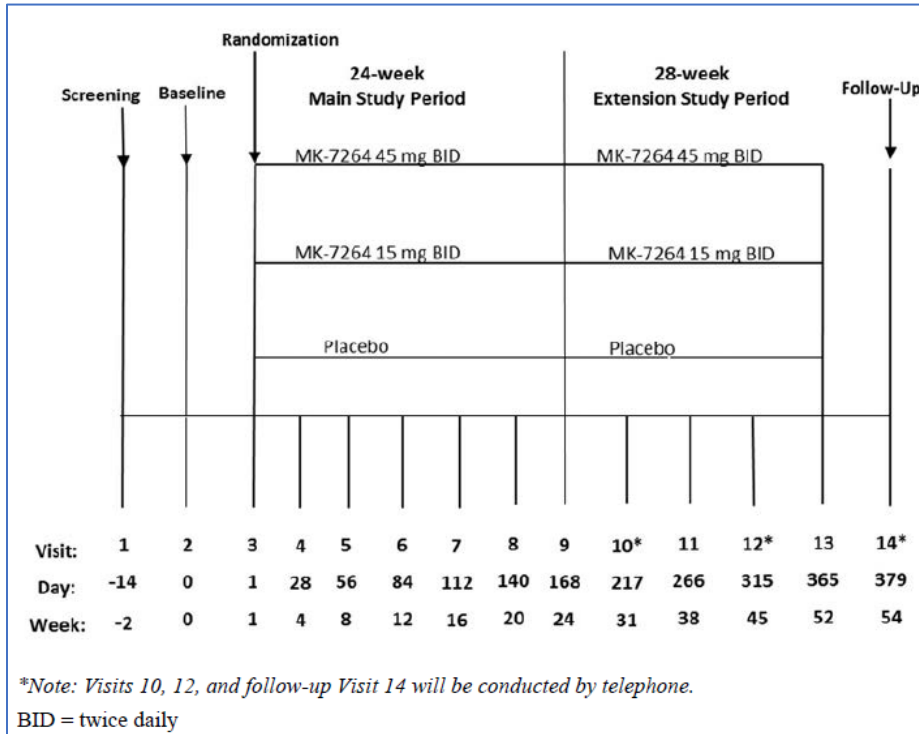 Randomization
24-week
Main Study Period
28-week
Extension Study Period
Screening
Baseline
Follow-Up
MK-7264 45 mg BID
MK-7264 45 mg BID
MK-7264 15 mg BID
MK-7264 15 mg BID
Placebo
Placebo
Visit: 1 2 3 4 5 6 7 8 9 10* 11 12* 13 14*
Day: -14 0 1 28 56 84 112 140 168 217 266 315 365 379
Week: -2 0 1 4 8 12 16 20 24 31 38 45 52 54
*Note: Visits 10, 12, and follow-up Visit 14 will be conducted by telephone.
BID = twice daily